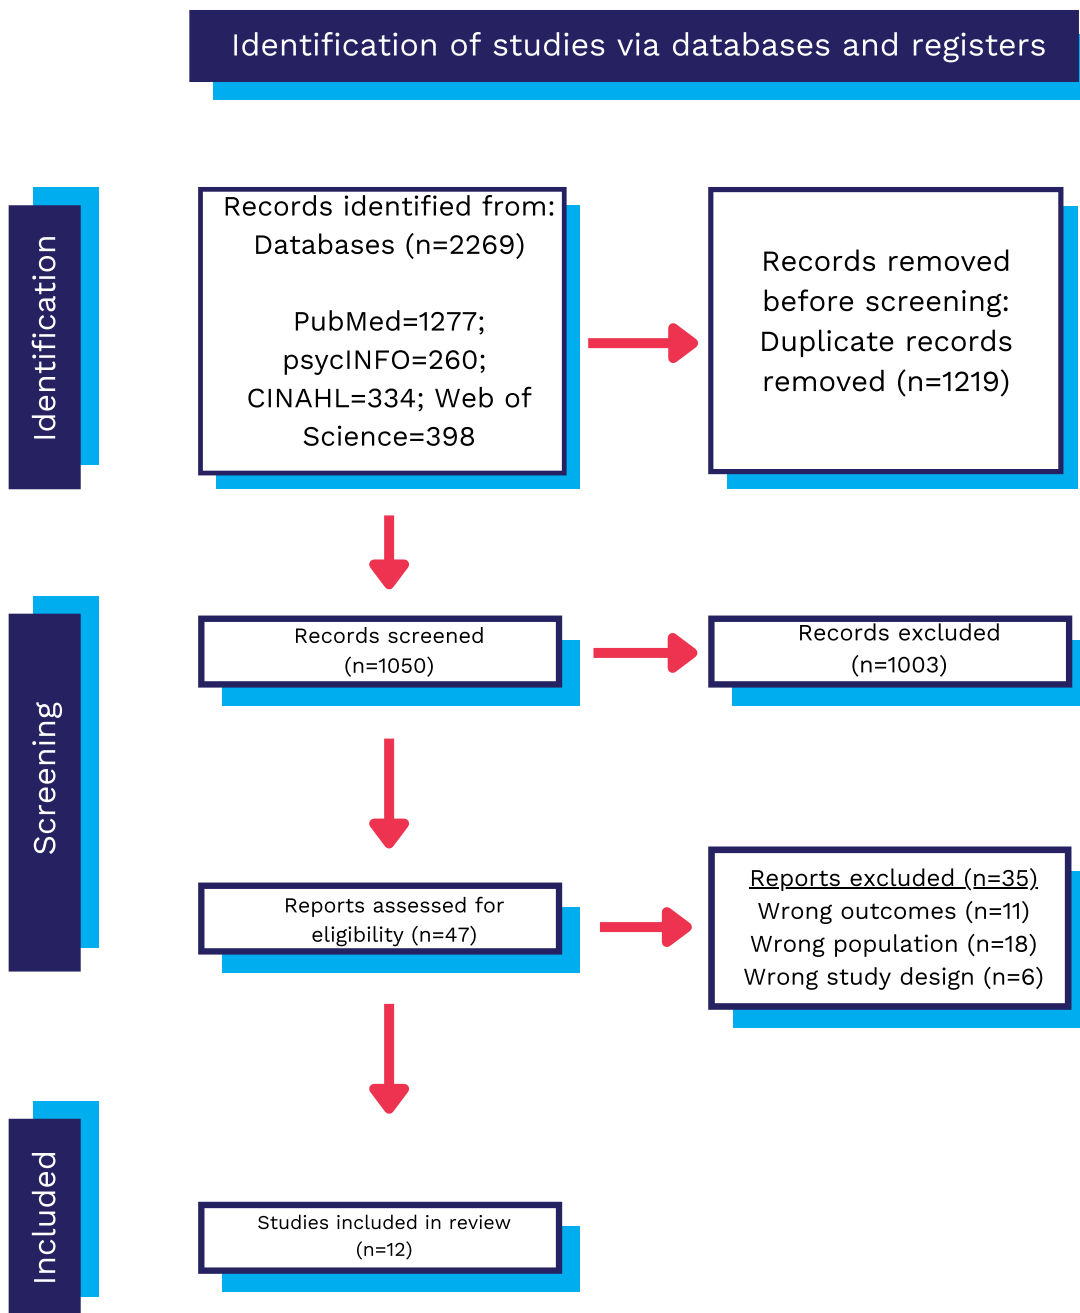 Identification of studies via databases and registers
Identification
Records identified from:
Databases (n=2269)
PubMed=1277;
psycINFO=260;
CINAHL=334; Web of
Science=398
Records removed
before screening:
Duplicate records
removed (n=1219)
Screening
Records screened
(n=1050)
Records excluded
(n=1003)
Reports assessed for
eligibility (n=47)
Reports excluded (n=35)
Wrong outcomes (n=11)
Wrong population (n=18)
Wrong study design (n=6)
Included
Studies included in review
(n=12)